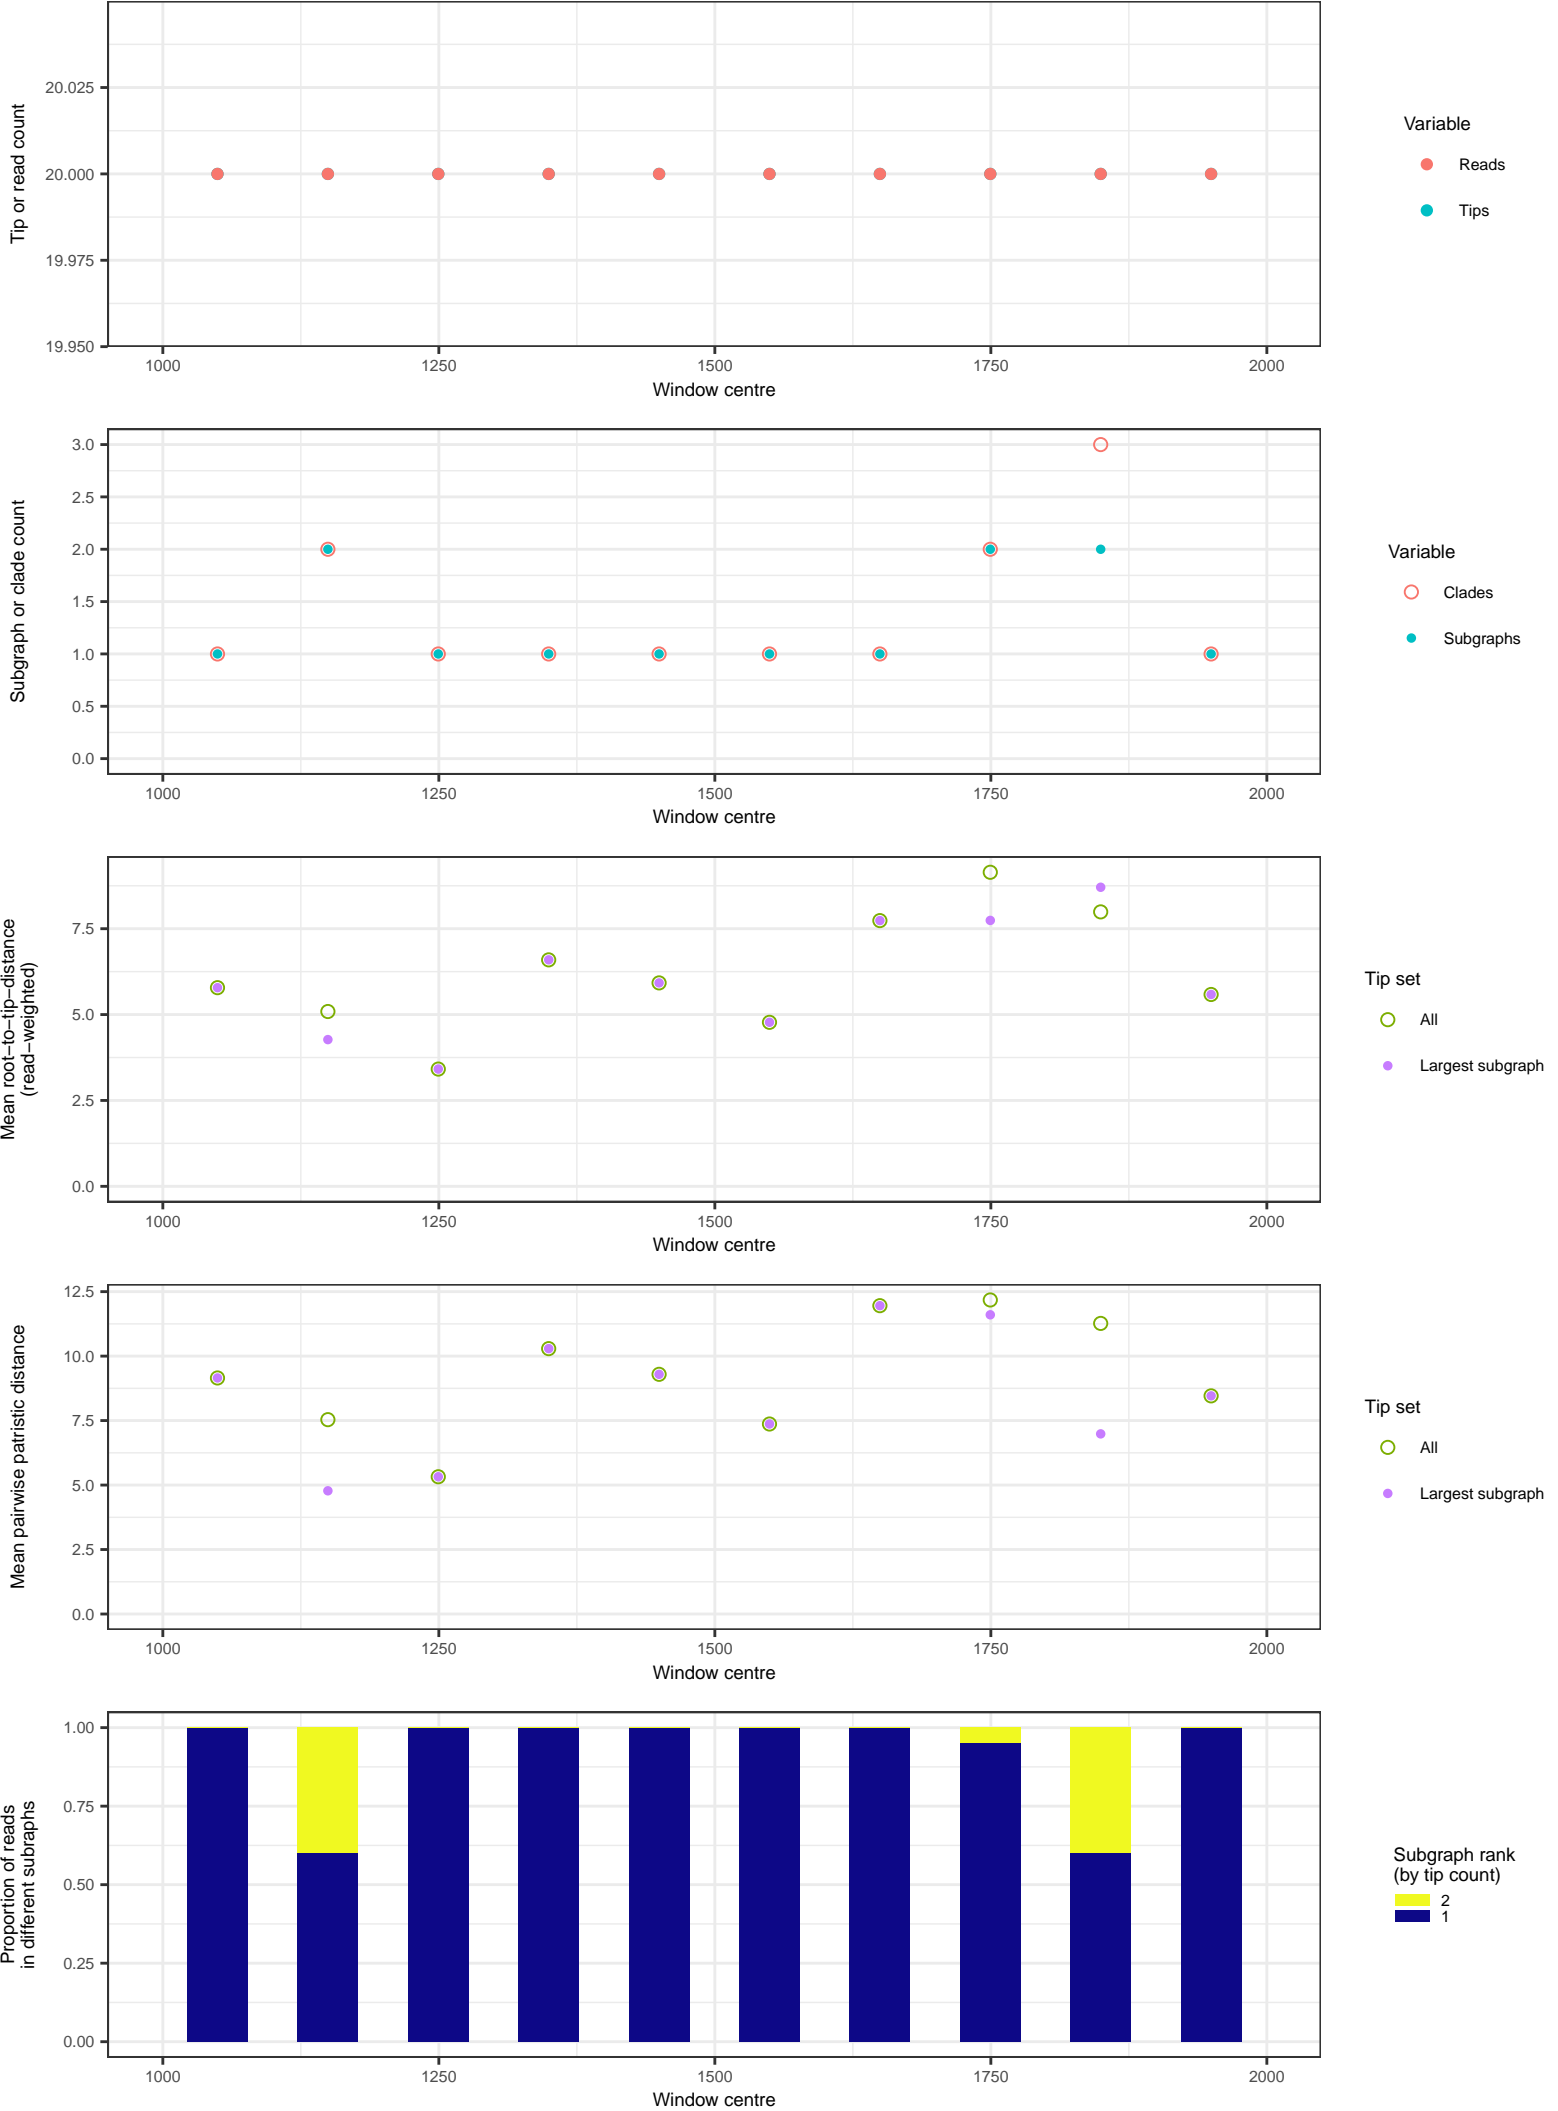 20.025
20.000
19.975
19.950
Tip or read count
1000 1250 1500 1750 2000
Window centre
Variable
Reads
Tips
3.0
2.5
2.0
1.5
1.0
0.5
0.0
Subgraph or clade count
1000 1250 1500 1750 2000
Window centre
Variable
Clades
Subgraphs
7.5
5.0
2.5
0.0
Mean root−to−tip−distance
(read−weighted)
1000 1250 1500 1750 2000
Window centre
Tip set
All
Largest subgraph
12.5
10.0
7.5
5.0
2.5
0.0
Mean pairwise patristic distance
1000 1250 1500 1750 2000
Window centre
Tip set
All
Largest subgraph
1.00
0.75
0.50
0.25
0.00
Proportion of reads
in different subraphs
1000 1250 1500 1750 2000
Window centre
Subgraph rank
(by tip count)
2
1